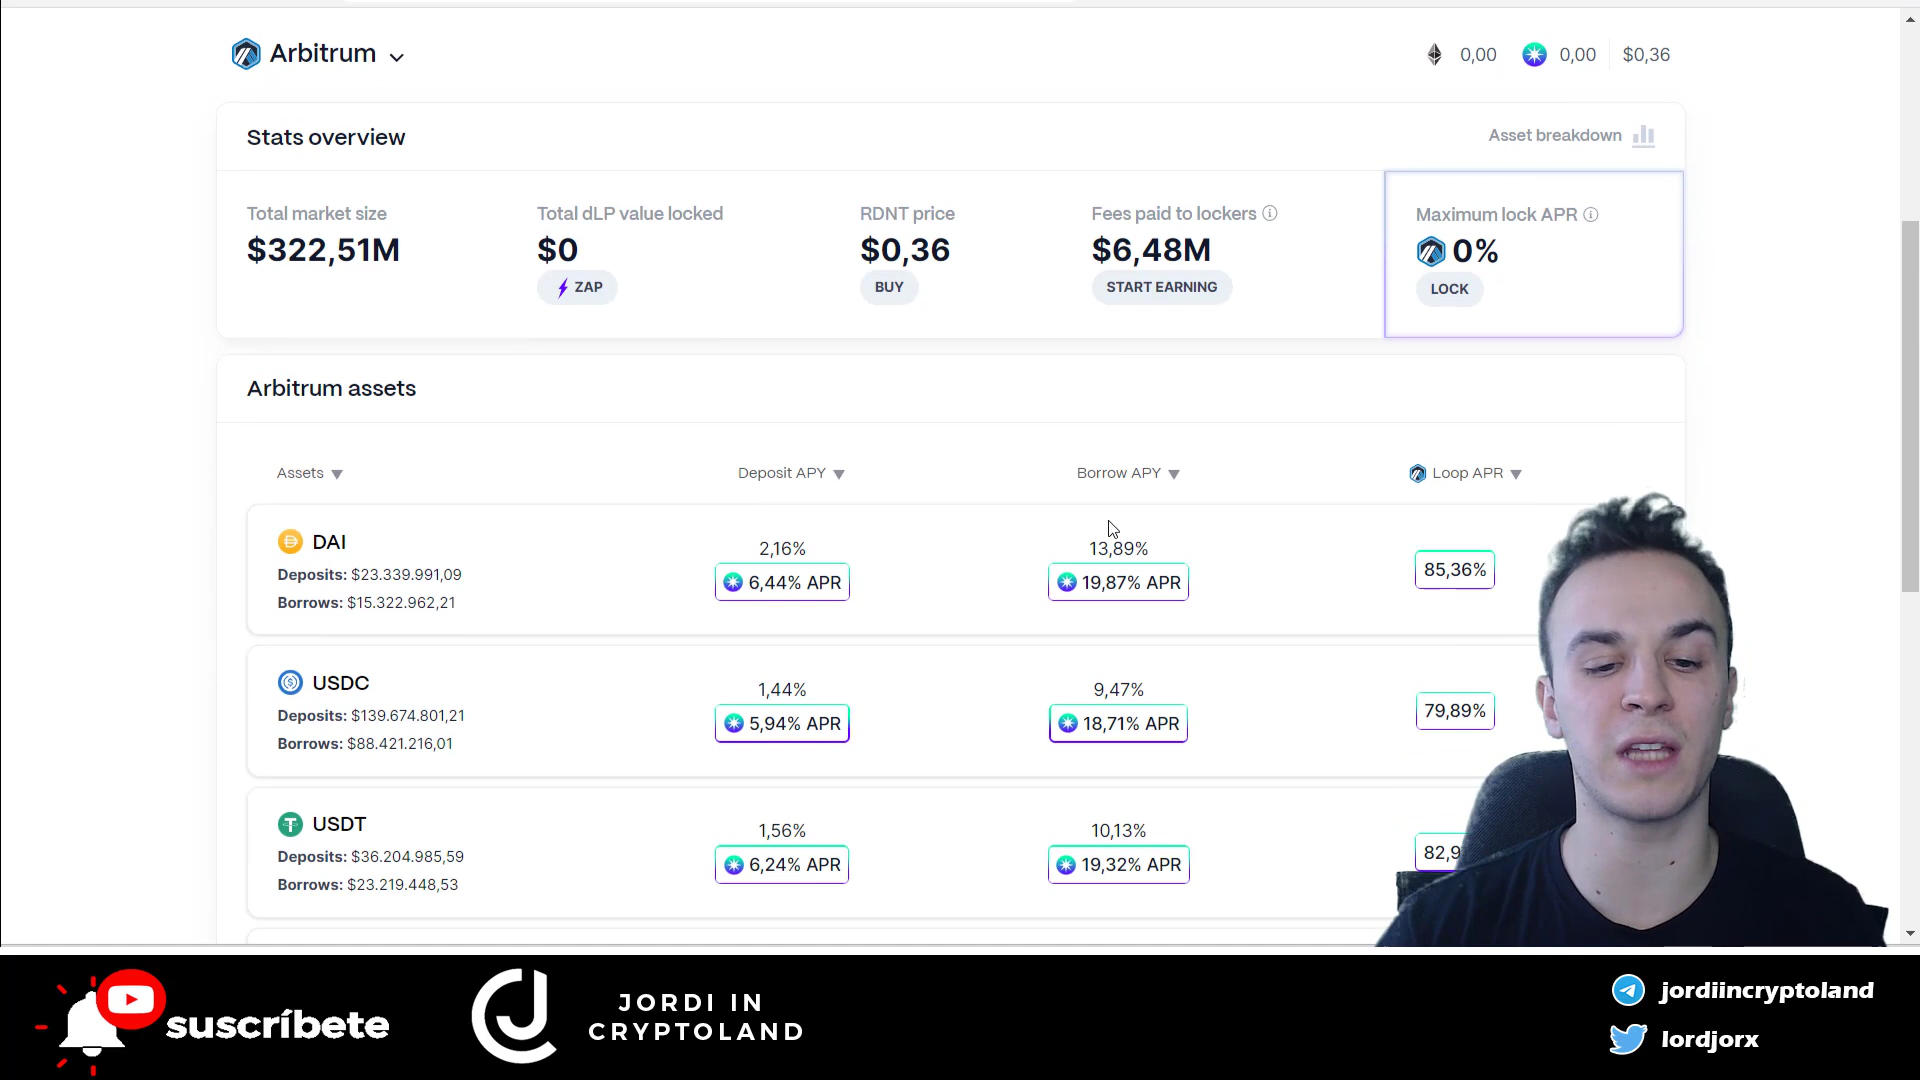 Arbitrum
0,00
0,00
$0,36
Stats overview
Asset breakdown
Total market size
Total dLP value locked
RDNT price
Fees paid to lockers
Maximum lock APR
$322,51M
$0
$0,36
$6,48M
0%
ZAP
BUY
START EARNING
LOCK
Arbitrum assets
Assets
Deposit APY
Borrow APY
Loop APR
DAI
Deposits: $23.339.991,09
Borrows: $15.322.962,21
2,16%
6,44% APR
13,89%
19,87% APR
85,36%
USDC
Deposits: $139.674.801,21
Borrows: $88.421.216,01
1,44%
5,94% APR
9,47%
18,71% APR
79,89%
USDT
Deposits: $36.204.985,59
Borrows: $23.219.448,53
1,56%
6,24% APR
10,13%
19,32% APR
82,9
suscríbete
JORDI IN
CRYPTOLAND
jordiincryptoland
lordjorx